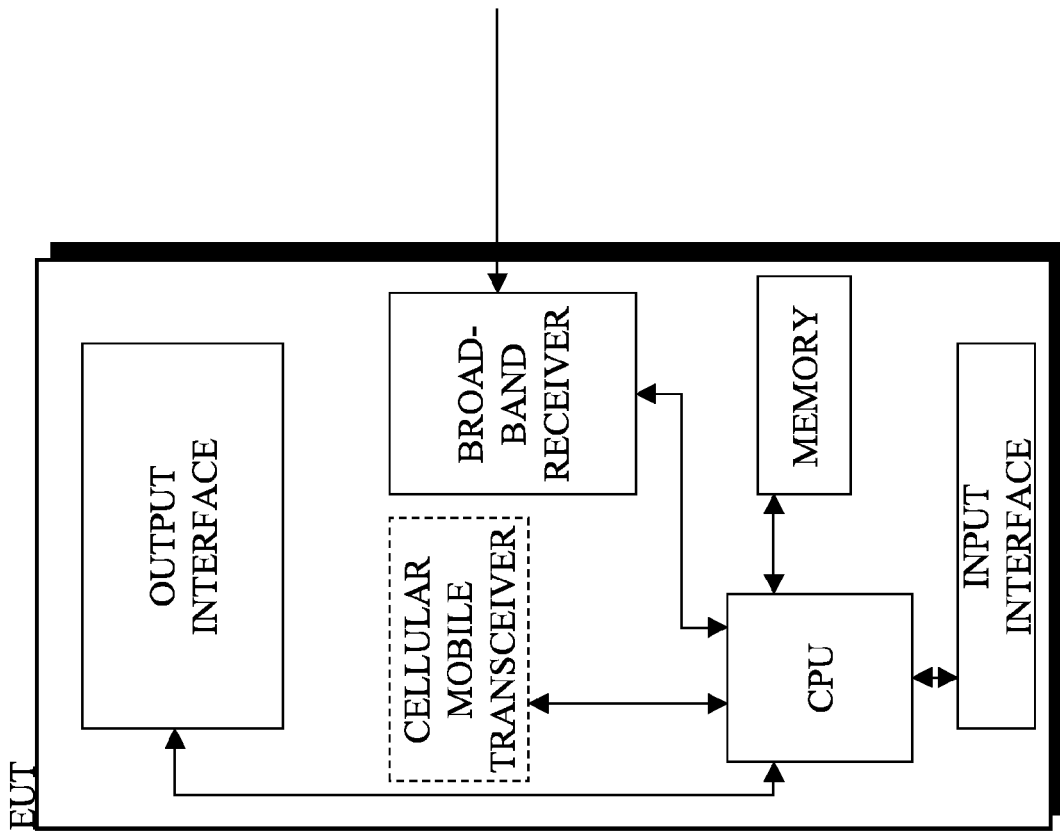 EUT
OUTPUT
INTERFACE
CELLULAR
MOBILE
TRANSCEIVER
BROAD-
BAND
RECEIVER
CPU
MEMORY
INPUT
INTERFACE